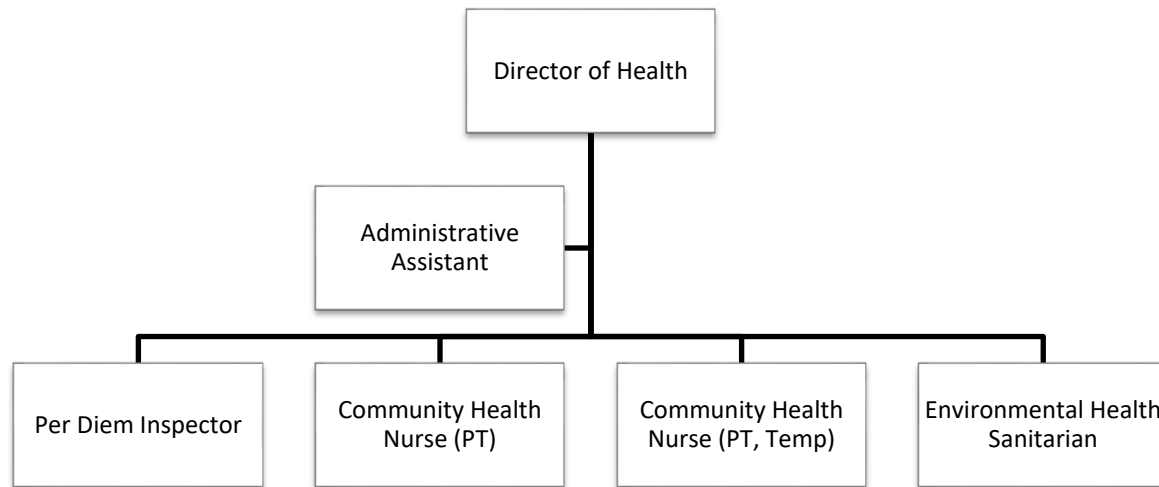 Director of Health
Administrative
Assistant
Per Diem Inspector
Community Health
Nurse (PT)
Community Health
Nurse (PT, Temp)
Environmental Health
Sanitarian